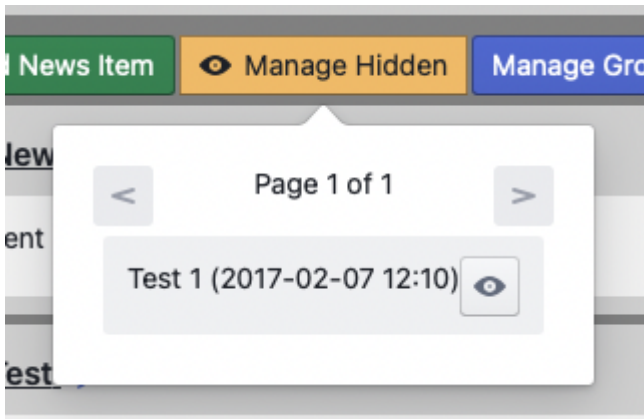 d News Item
Manage Hidden
Manage Gro
New
Page 1 of 1
<
>
ent
Test 1 (2017-02-07 12:10)
Test